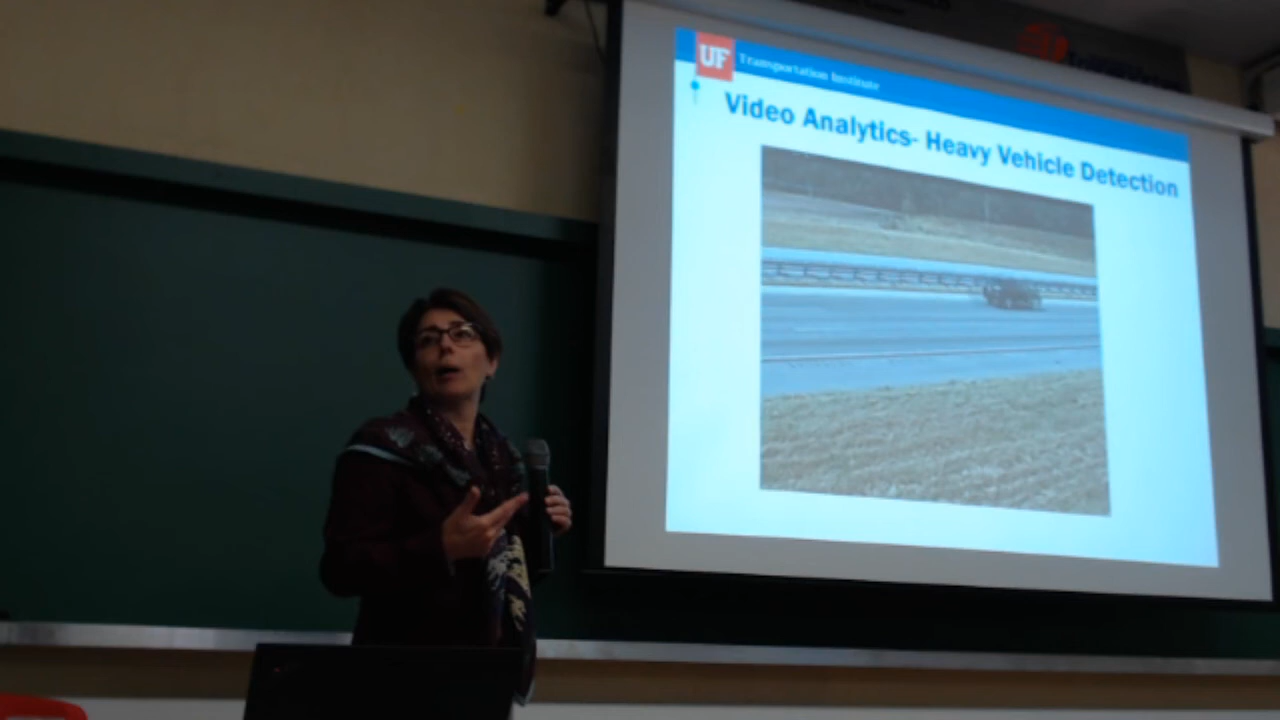 UF Transportation Institute
Video Analytics- Heavy Vehicle Detection